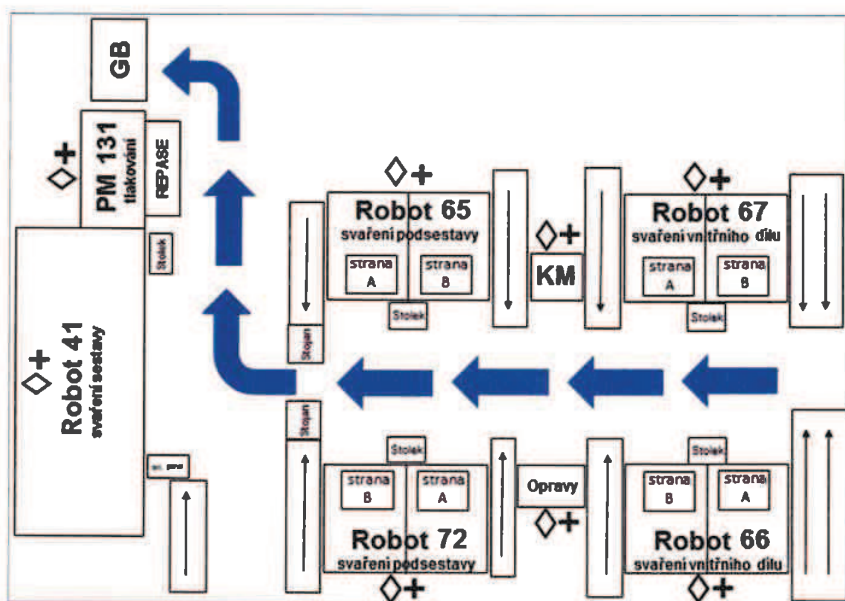 GB
PM 131
tlakování
REPASE
Stolek
Robot 41
svaření sestavy
Robot 65
svaření podsestavy
strana
A
strana
B
Stolek
Stojan
KM
Robot 67
svaření vnitřního dílu
strana
A
strana
B
Stolek
Stojan
Stolek
strana
B
strana
A
Robot 72
svaření podsestavy
Opravy
Stolek
strana
B
strana
A
Robot 66
svaření vnitřního dílu